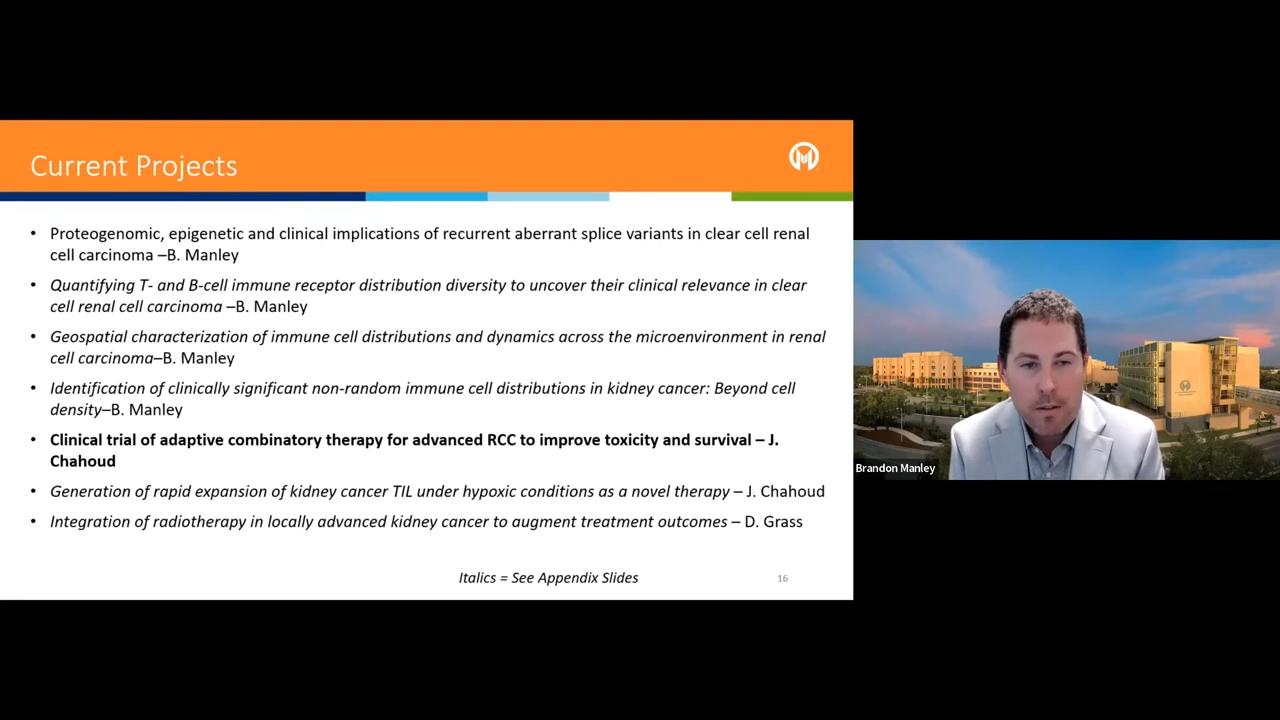 Current Projects
• Proteogenomic, epigenetic and clinical implications of recurrent aberrant splice variants in clear cell renal
cell carcinoma –B. Manley
• Quantifying T- and B-cell immune receptor distribution diversity to uncover their clinical relevance in clear
cell renal cell carcinoma –B. Manley
• Geospatial characterization of immune cell distributions and dynamics across the microenvironment in renal
cell carcinoma–B. Manley
• Identification of clinically significant non-random immune cell distributions in kidney cancer: Beyond cell
density–B. Manley
• Clinical trial of adaptive combinatory therapy for advanced RCC to improve toxicity and survival – J.
Chahoud
• Generation of rapid expansion of kidney cancer TIL under hypoxic conditions as a novel therapy – J. Chahoud
• Integration of radiotherapy in locally advanced kidney cancer to augment treatment outcomes – D. Grass
Italics = See Appendix Slides
16
Brandon Manley